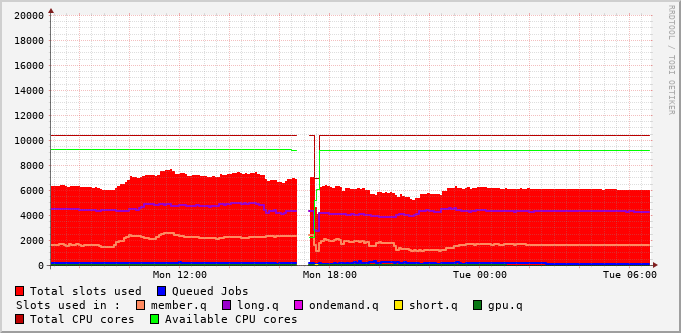 RRDTOOL / TOBI OETIKER
20000
18000
16000
14000
12000
10000
8000
6000
4000
2000
0
Mon 12:00 Mon 18:00 Tue 00:00 Tue 06:00
Total slots used Queued Jobs
Slots used in : member.q long.q ondemand.q short.q gpu.q
Total CPU cores Available CPU cores